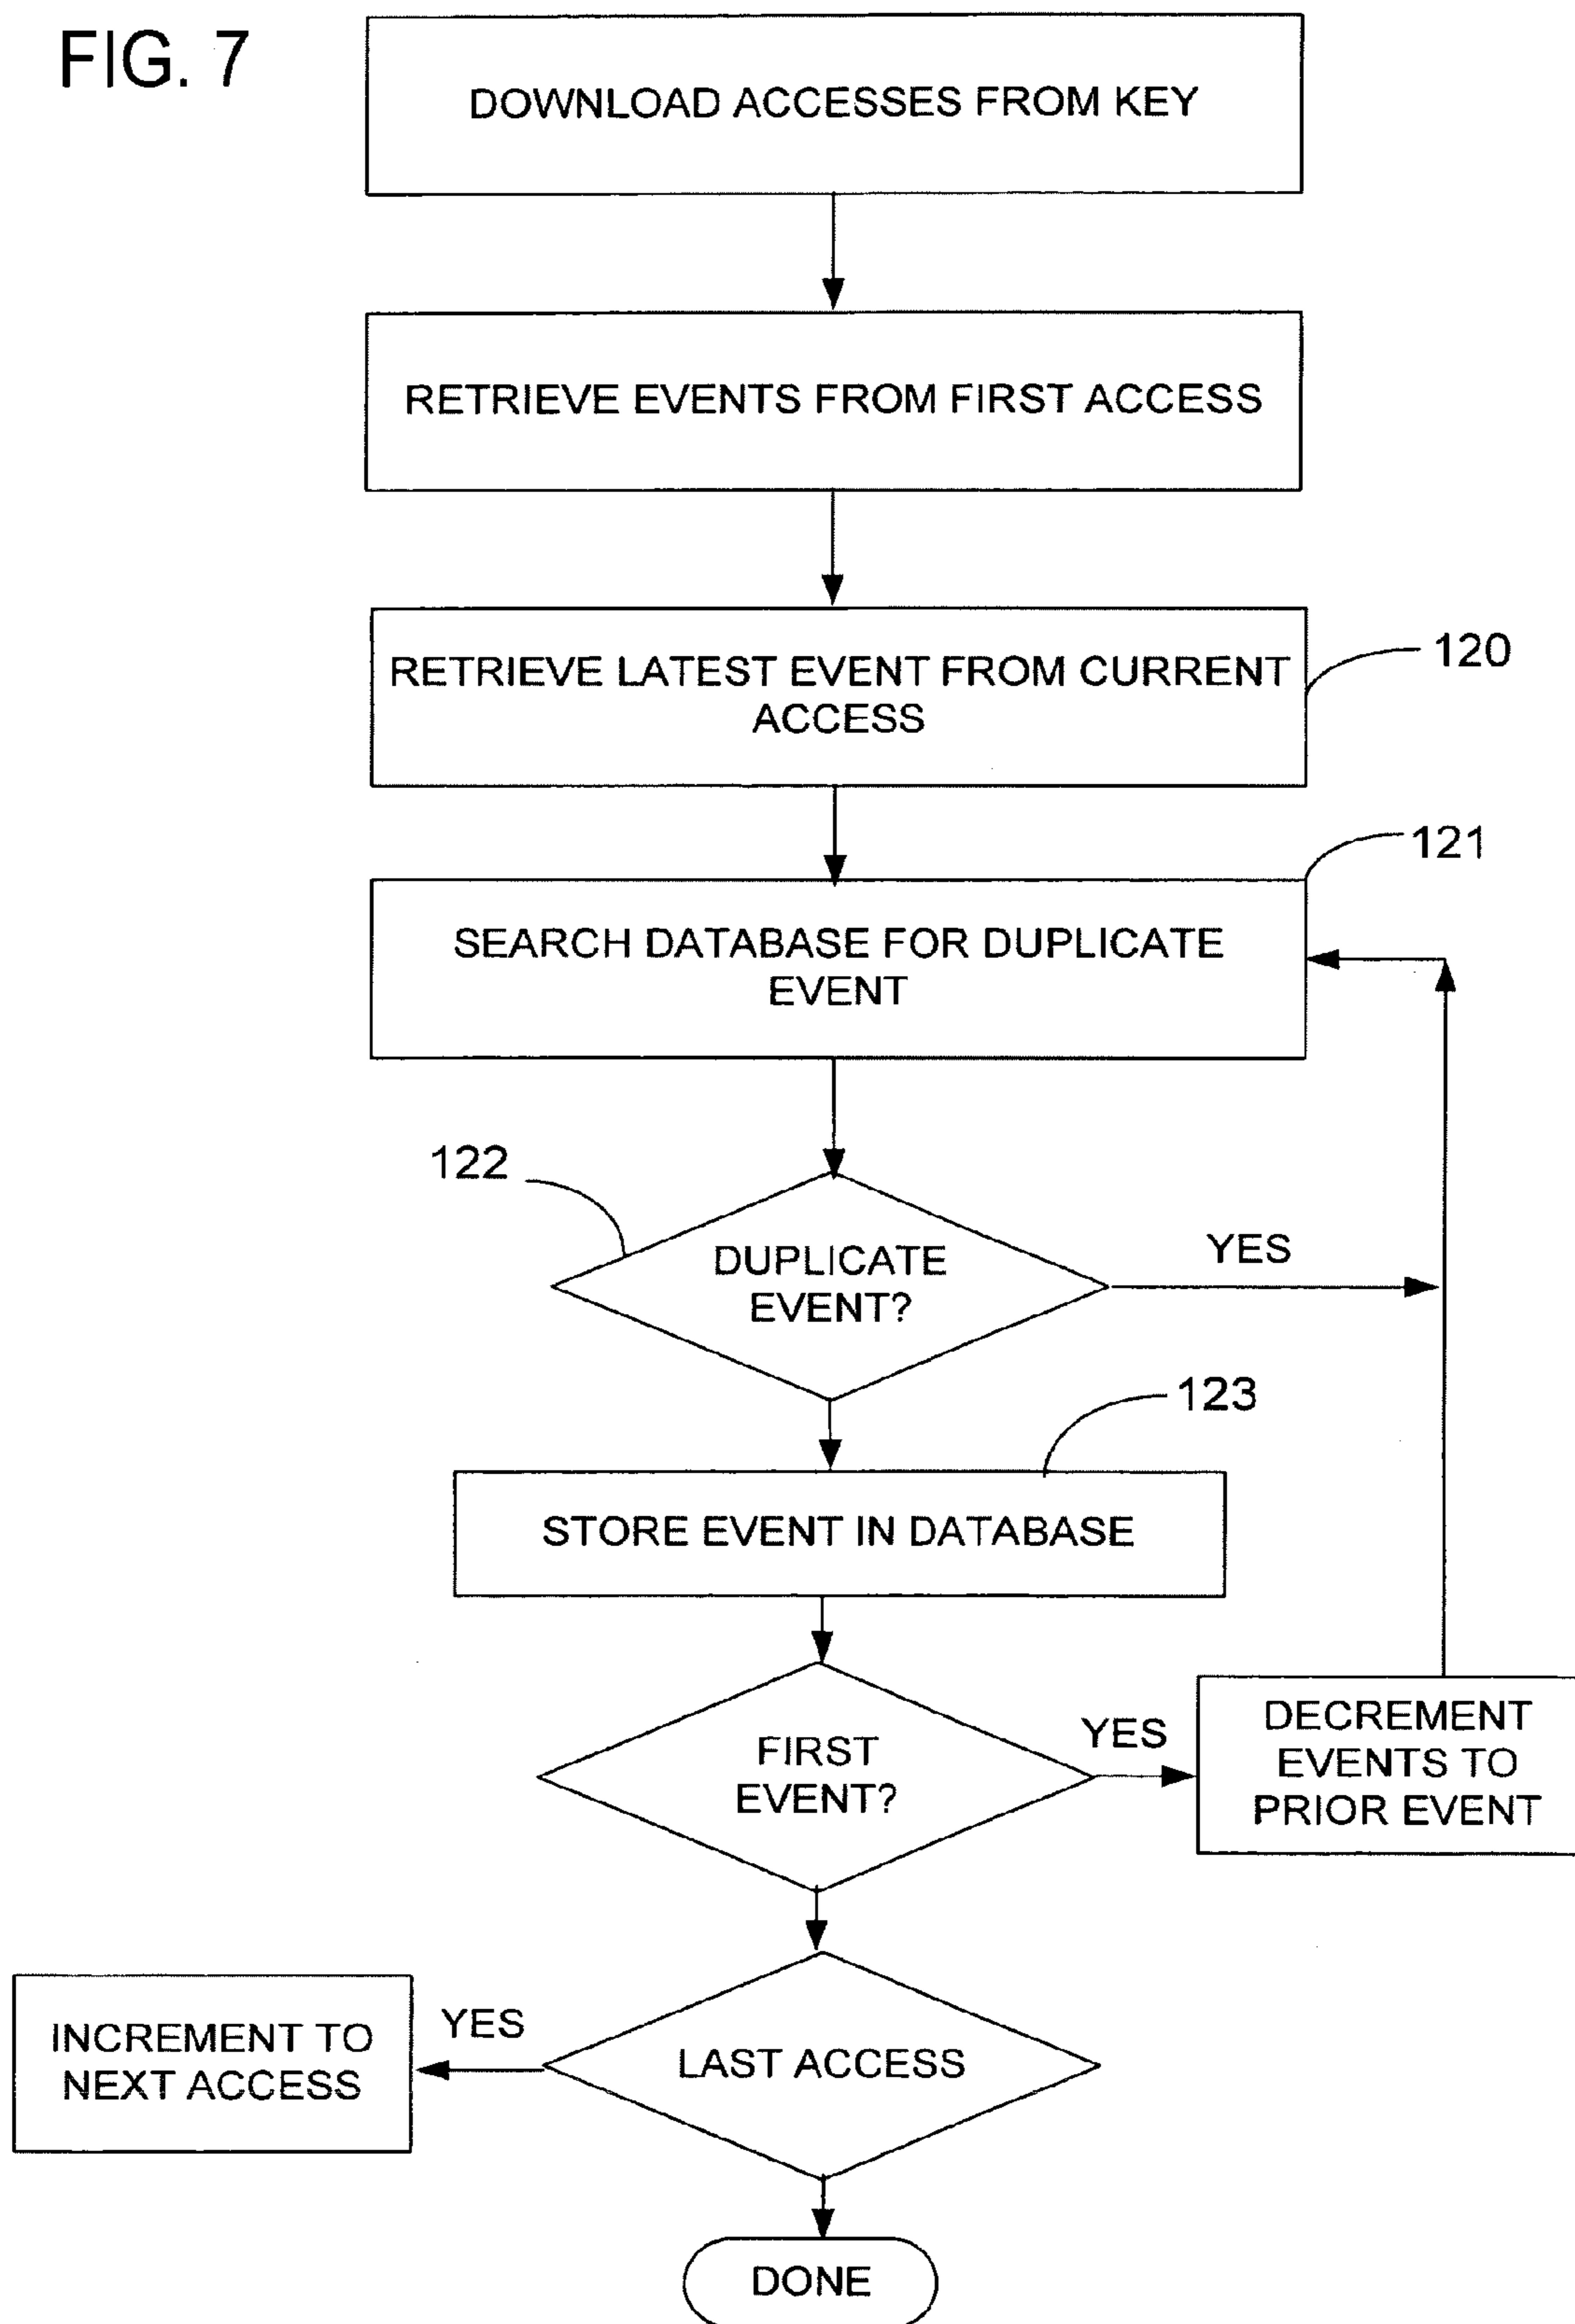 FIG. 7
DOWNLOAD ACCESSES FROM KEY
RETRIEVE EVENTS FROM FIRST ACCESS
RETRIEVE LATEST EVENT FROM CURRENT
ACCESS
120
121
SEARCH DATABASE FOR DUPLICATE
EVENT
122
DUPLICATE
EVENT?
YES
123
STORE EVENT IN DATABASE
FIRST
EVENT?
YES
DECREMENT
EVENTS TO
PRIOR EVENT
INCREMENT TO
NEXT ACCESS
YES
LAST ACCESS
DONE